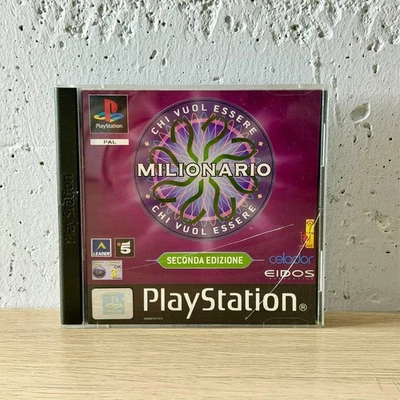 PlayStation
PAL
CHI VUOL ESSERE
MILIONARIO
CHI VUOL ESSERE
LEADER
5
SECONDA EDIZIONE
celador
EIDOS
PlayStation®
PlayStation